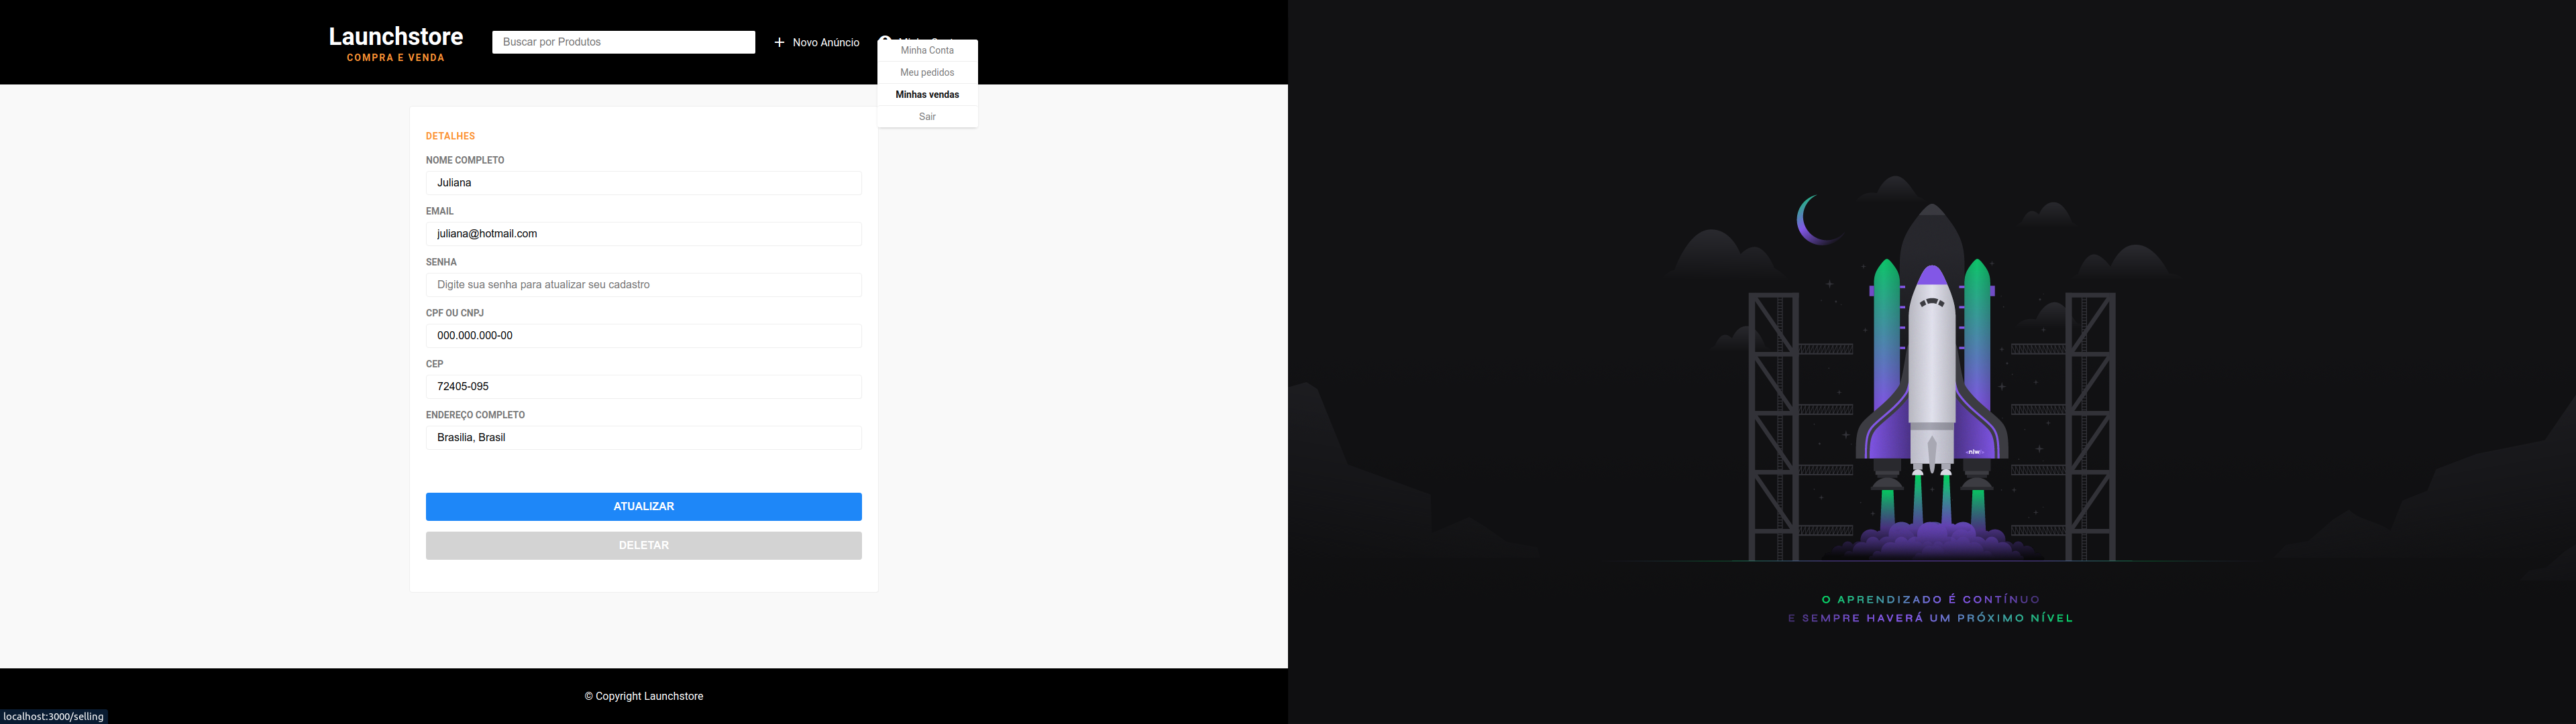 Launchstore
COMPRA E VENDA
Buscar por Produtos
Novo Anúncio
Minha Conta
Meu pedidos
Minhas vendas
Sair
DETALHES
NOME COMPLETO
Juliana
EMAIL
juliana@hotmail.com
SENHA
Digite sua senha para atualizar seu cadastro
CPF OU CNPJ
000.000.000-00
CEP
72405-095
ENDEREÇO COMPLETO
Brasilia, Brasil
ATUALIZAR
DELETAR
© Copyright Launchstore
localhost:3000/selling
O APRENDIZADO É CONTÍNUO
E SEMPRE HAVERÁ UM PRÓXIMO NÍVEL